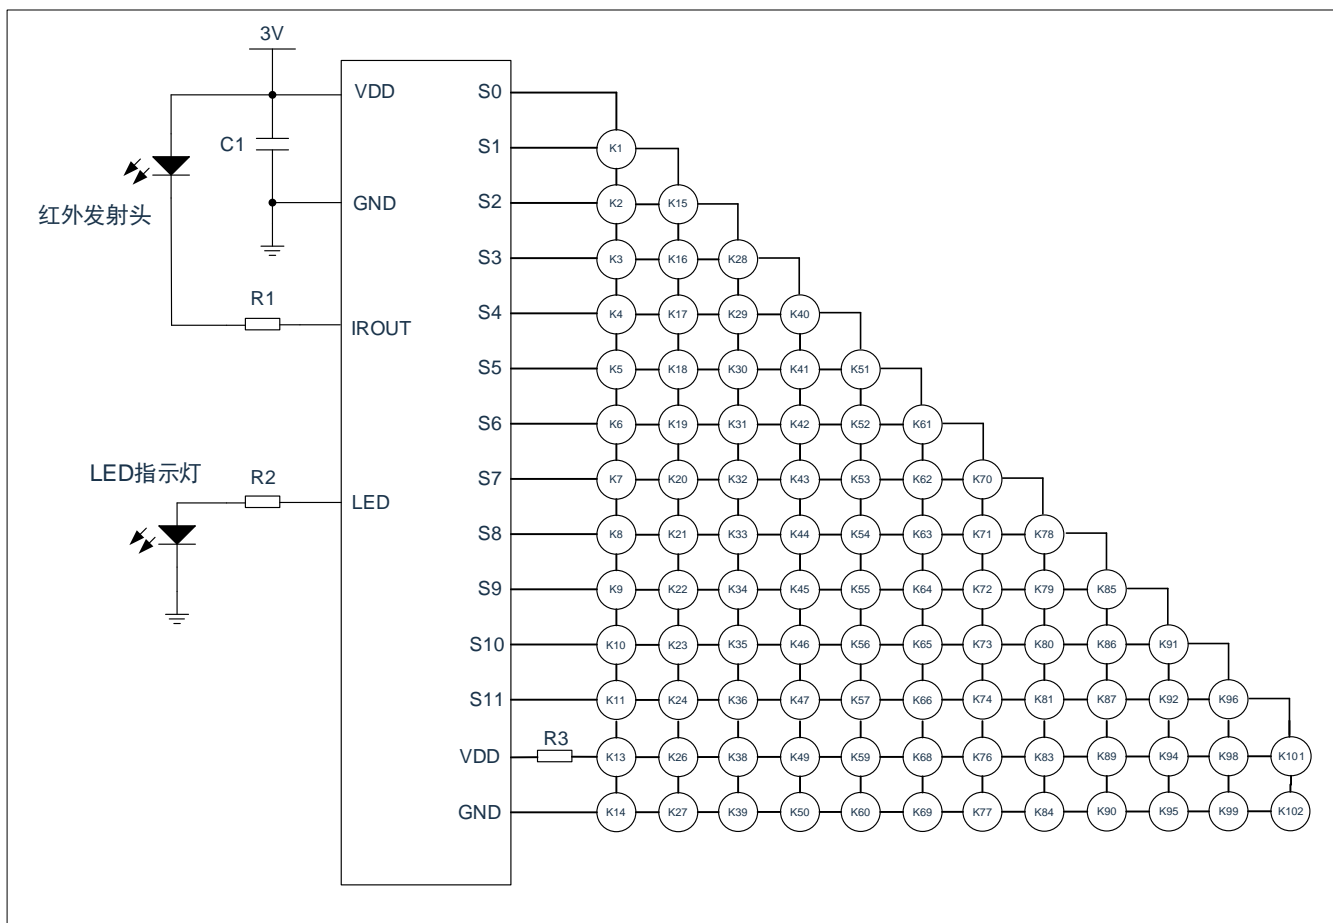 3V
VDD S0
C1
S1 K1
GND
红外发射头
S2 K2 K15
S3 K3 K16 K28
R1
IROUT
S4 K4 K17 K29 K40
S5 K5 K18 K30 K41 K51
S6 K6 K19 K31 K42 K52 K61
LED指示灯
R2
LED
S7 K7 K20 K32 K43 K53 K62 K70
S8 K8 K21 K33 K44 K54 K63 K71 K78
S9 K9 K22 K34 K45 K55 K64 K72 K79 K85
S10 K10 K23 K35 K46 K56 K65 K73 K80 K86 K91
S11 K11 K24 K36 K47 K57 K66 K74 K81 K87 K92 K96
R3
VDD K13 K26 K38 K49 K59 K68 K76 K83 K89 K94 K98 K101
GND K14 K27 K39 K50 K60 K69 K77 K84 K90 K95 K99 K102